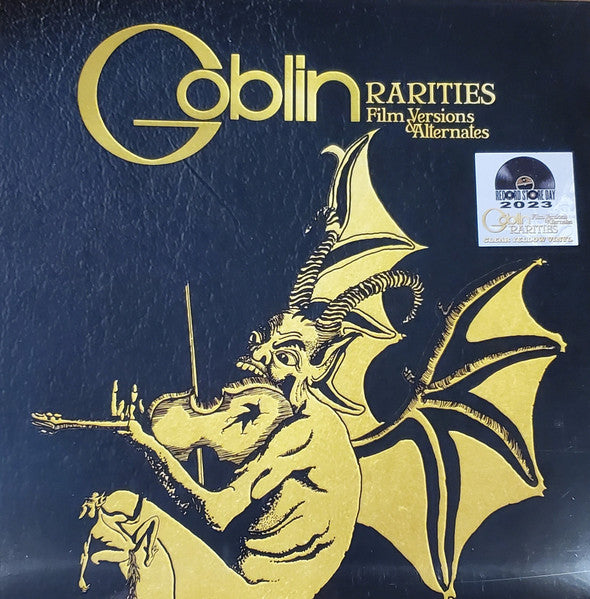 Goblin
RARITIES
Film Versions
& Alternates
RECORD STORE DAY
2023
Goblin
Film Versions
& Alternates
RARITIES
CLEAR YELLOW VINYL